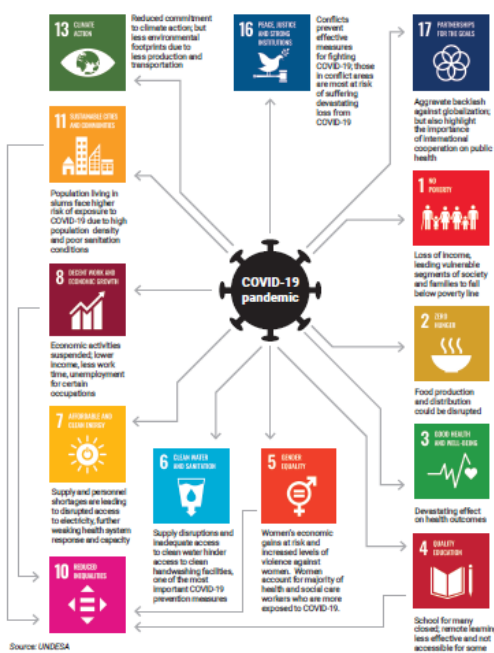 13 CLIMATE
ACTION
Reduced commitment
to climate action; but
less environmental
footprints due to
less production and
transportation
16 PEACE, JUSTICE
AND STRONG
INSTITUTIONS
Conflicts
prevent
effective
measures
for fighting
COVID-19; those
in conflict areas
are most at risk
of suffering
devastating
loss from
COVID-19
17 PARTNERSHIPS
FOR THE GOALS
Aggravate backlash
against globalization;
but also highlight
the importance
of international
cooperation on public
health
11 SUSTAINABLE CITIES
AND COMMUNITIES
Population living in
slums face higher
risk of exposure to
COVID-19 due to high
population density
and poor sanitation
conditions
1 NO
POVERTY
Loss of income,
leading vulnerable
segments of society
and families to fall
below poverty line
COVID-19
pandemic
8 DECENT WORK AND
ECONOMIC GROWTH
Economic activities
suspended; lower
income, less work
time, unemployment
for certain
occupations
2 ZERO
HUNGER
Food production
and distribution
could be disrupted
7 AFFORDABLE AND
CLEAN ENERGY
Supply and personnel
shortages are leading
to disrupted access
to electricity, further
weakening health system
response and capacity
3 GOOD HEALTH
AND WELL-BEING
Devastating effect
on health outcomes
6 CLEAN WATER
AND SANITATION
Supply disruptions and
inadequate access
to clean water hinder
access to clean
handwashing facilities,
one of the most
important COVID-19
prevention measures
5 GENDER
EQUALITY
Women's economic
gains at risk and
increased levels of
violence against
women. Women
account for majority of
health and social care
workers who are more
exposed to COVID-19.
4 QUALITY
EDUCATION
School for many
closed; remote learnin
less effective and not
accessible for some
10 REDUCED
INEQUALITIES
Source: UNDESA